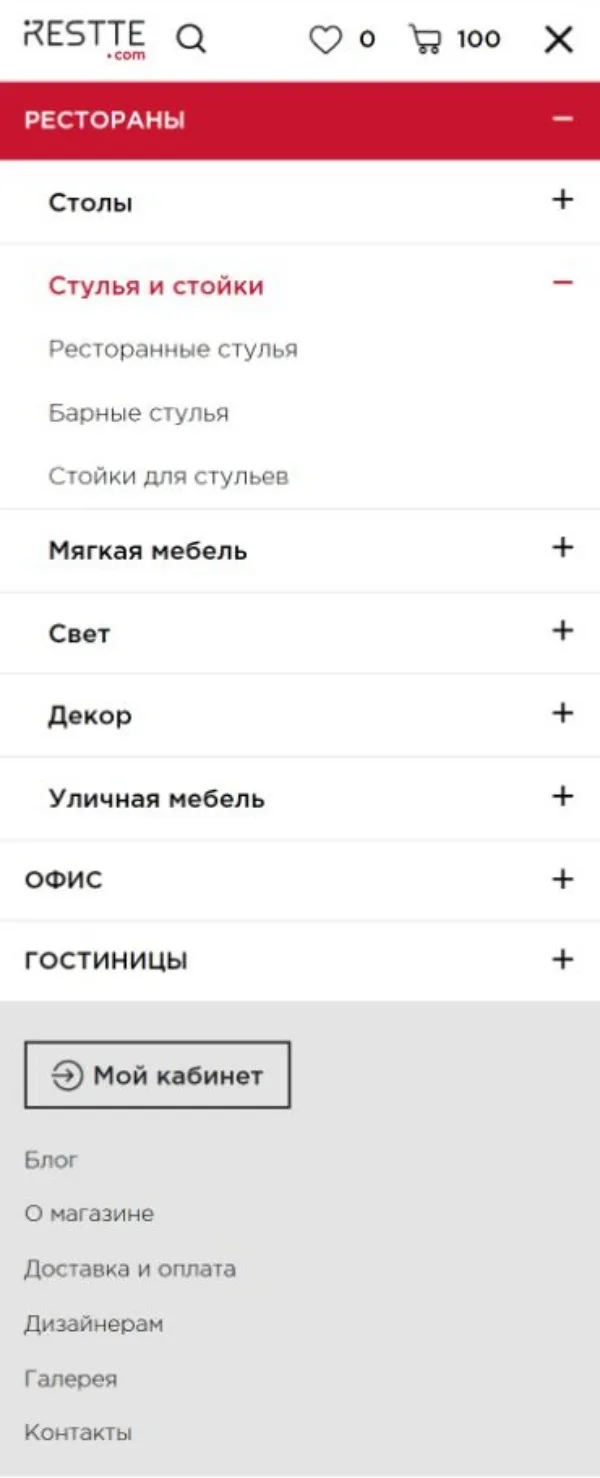 RESTTE
.com
0
100
РЕСТОРАНЫ
Столы
Стулья и стойки
Ресторанные стулья
Барные стулья
Стойки для стульев
Мягкая мебель
Свет
Декор
Уличная мебель
ОФИС
ГОСТИНИЦЫ
Мой кабинет
Блог
О магазине
Доставка и оплата
Дизайнерам
Галерея
Контакты